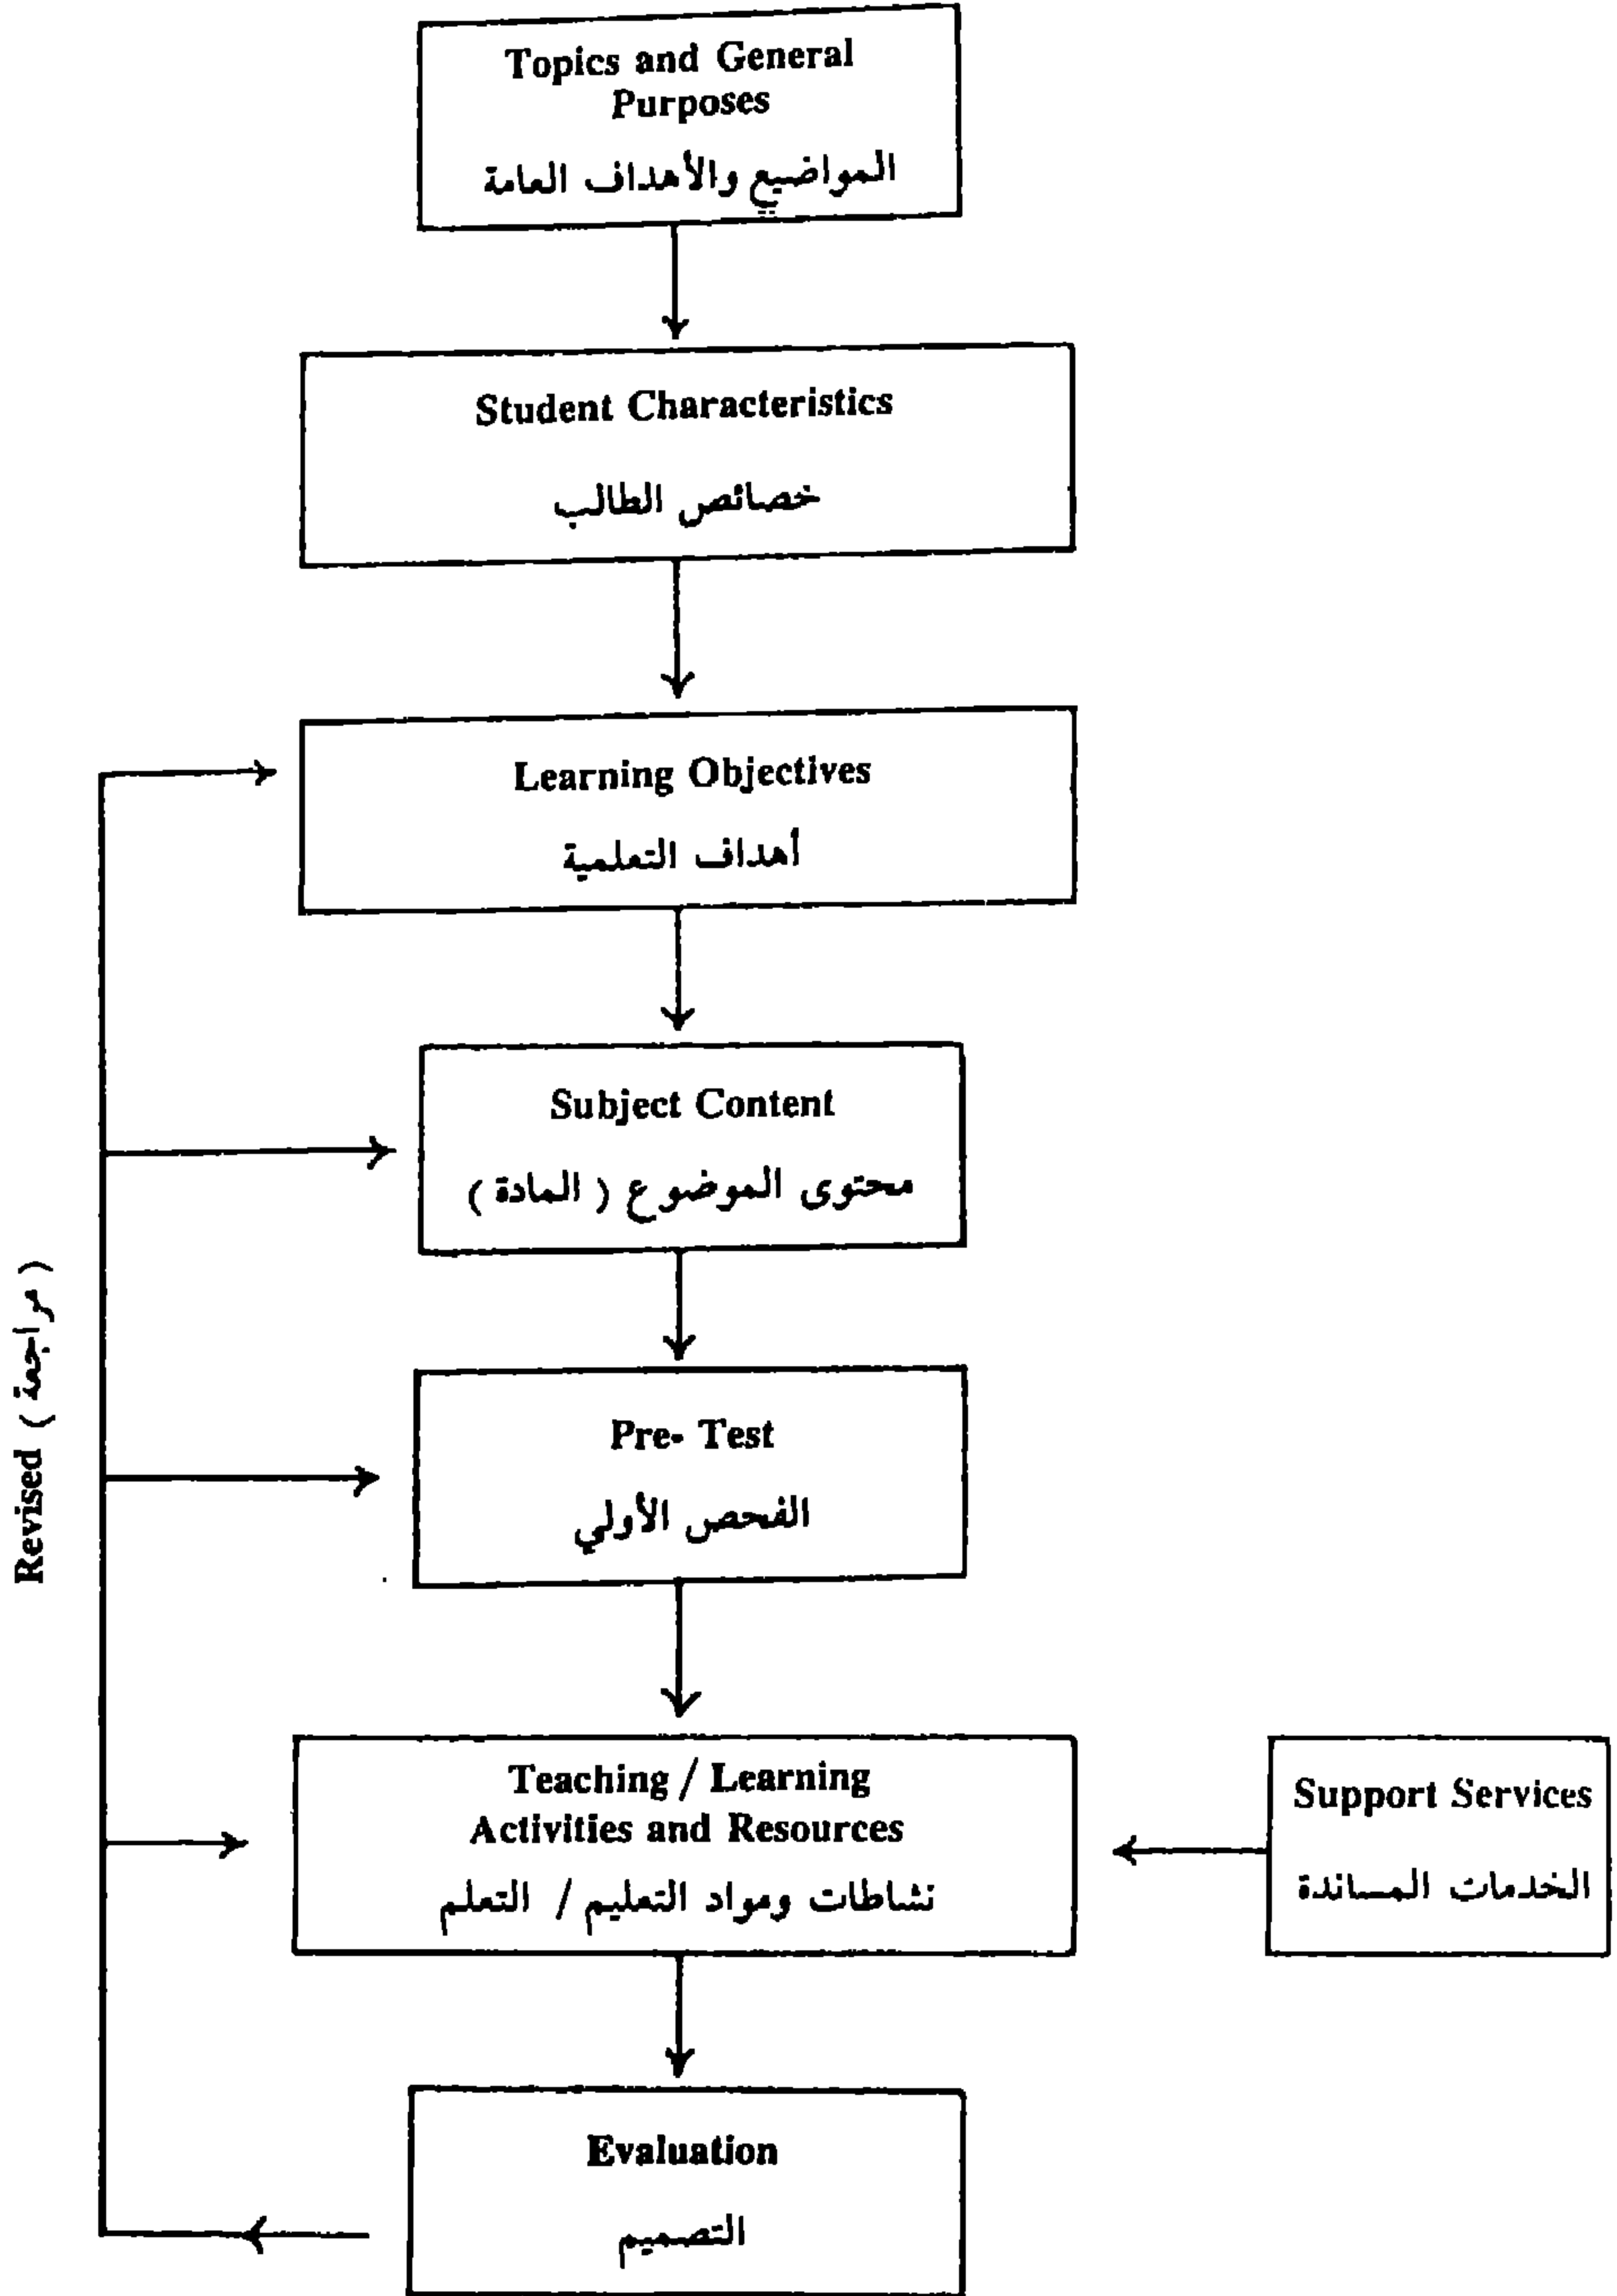 Topics and General
Purposes
المواضيع والأهداف العامة
Student Characteristics
خصائص الطالب
Learning Objectives
أهداف التعلمية
Subject Content
محتوى الموضوع ( المادة )
Pre- Test
الفحص الأولي
Teaching / Learning
Activities and Resources
نشاطات ومواد التعليم / التعلم
Support Services
الخدمات المساندة
Evaluation
التصميم
Revised ( مراجعة )